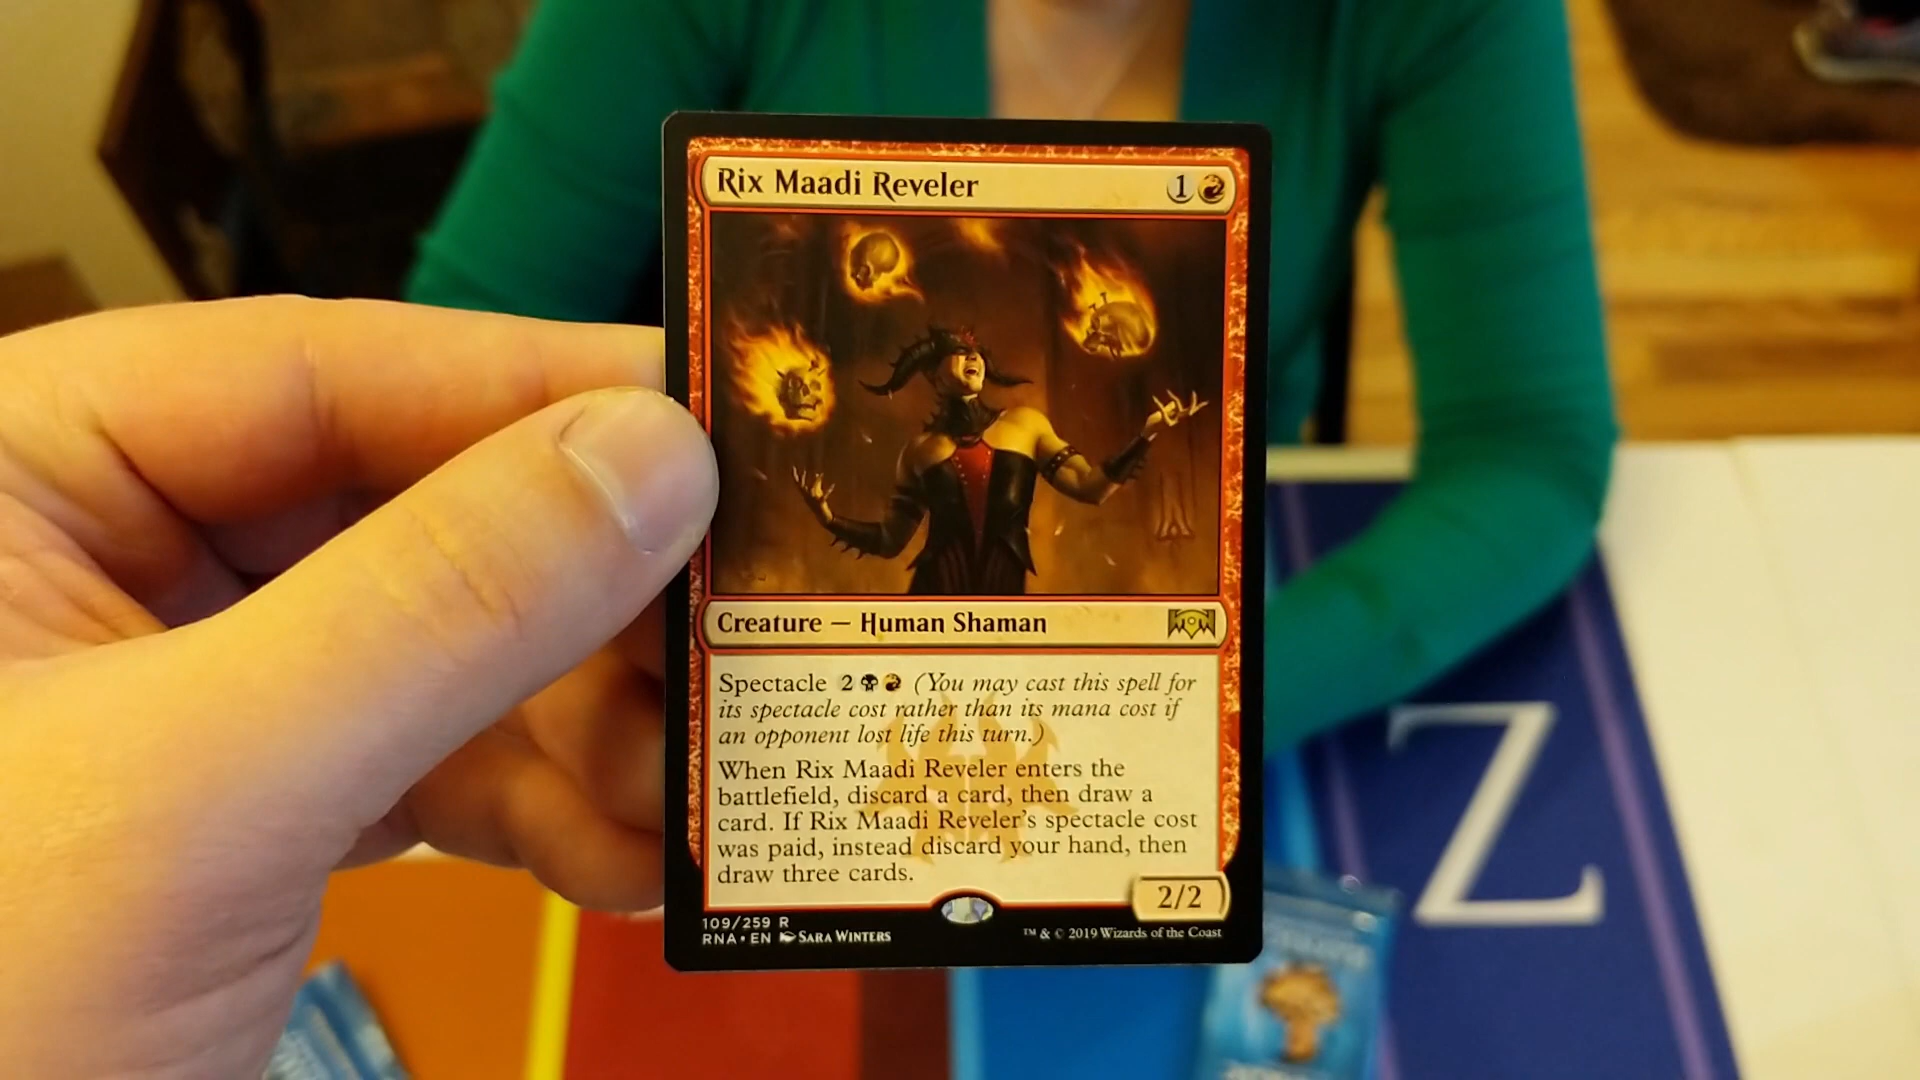 Rix Maadi Reveler 1
Creature — Human Shaman
Spectacle 2 (You may cast this spell for
its spectacle cost rather than its mana cost if
an opponent lost life this turn.)
When Rix Maadi Reveler enters the
battlefield, discard a card, then draw a
card. If Rix Maadi Reveler's spectacle cost
was paid, instead discard your hand, then
draw three cards.
2/2
109/259 R
RNA • EN SARA WINTERS
™ & © 2019 Wizards of the Coast
Z